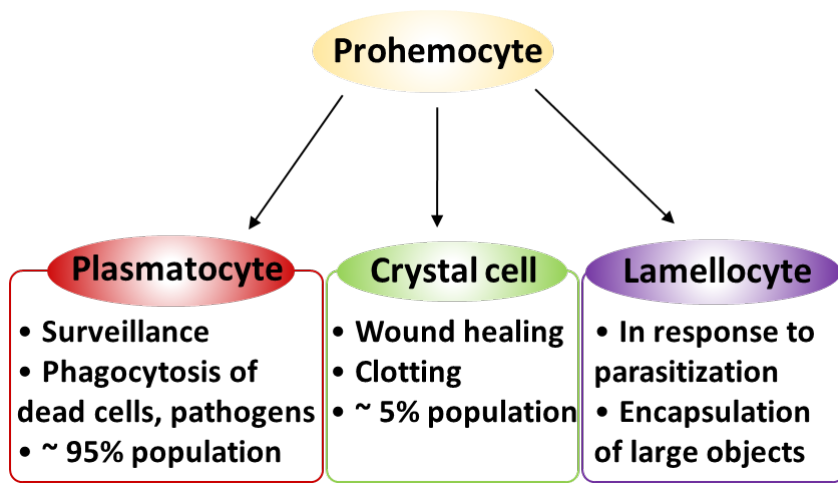 Prohemocyte
Plasmatocyte
• Surveillance
• Phagocytosis of
dead cells, pathogens
• ~ 95% population
Crystal cell
• Wound healing
• Clotting
• ~ 5% population
Lamellocyte
• In response to
parasitization
• Encapsulation
of large objects